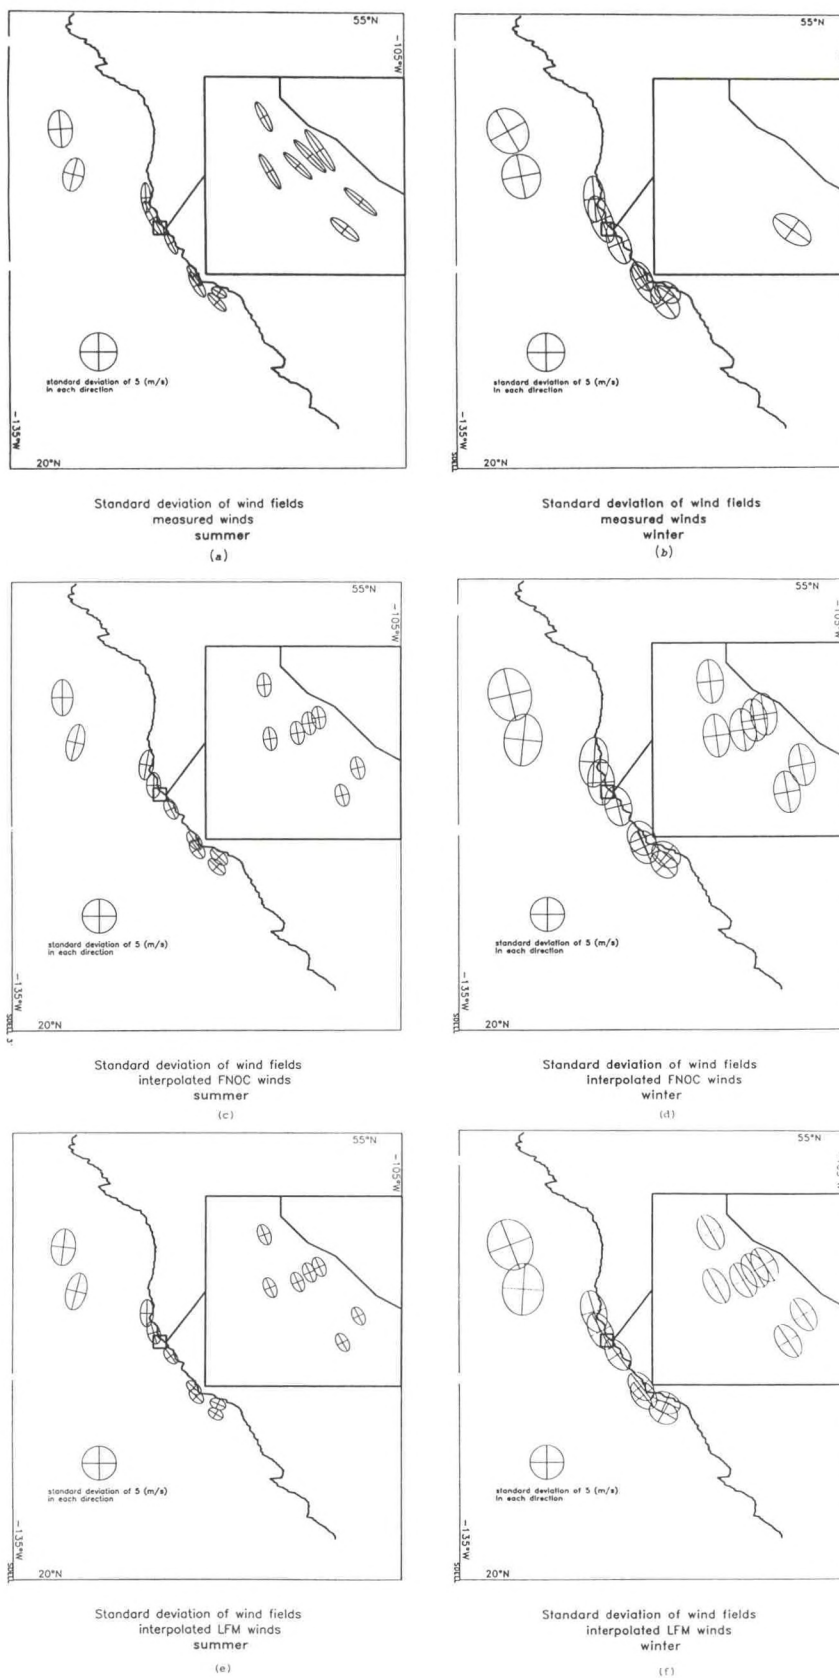 55°N
-105°W
standard deviation of 5 (m/s)
in each direction
-135°W
20°N
Standard deviation of wind fields
measured winds
summer
(a)
55°N
standard deviation of 5 (m/s)
in each direction
-135°W
20°N
Standard deviation of wind fields
measured winds
winter
(b)
55°N
-105°W
standard deviation of 5 (m/s)
in each direction
-135°W
20°N
Standard deviation of wind fields
interpolated FNOC winds
summer
(c)
55°N
standard deviation of 5 (m/s)
in each direction
-135°W
20°N
Standard deviation of wind fields
interpolated FNOC winds
winter
(d)
55°N
-105°W
standard deviation of 5 (m/s)
in each direction
-135°W
20°N
Standard deviation of wind fields
interpolated LFM winds
summer
(e)
55°N
standard deviation of 5 (m/s)
in each direction
-135°W
20°N
Standard deviation of wind fields
interpolated LFM winds
winter
(f)